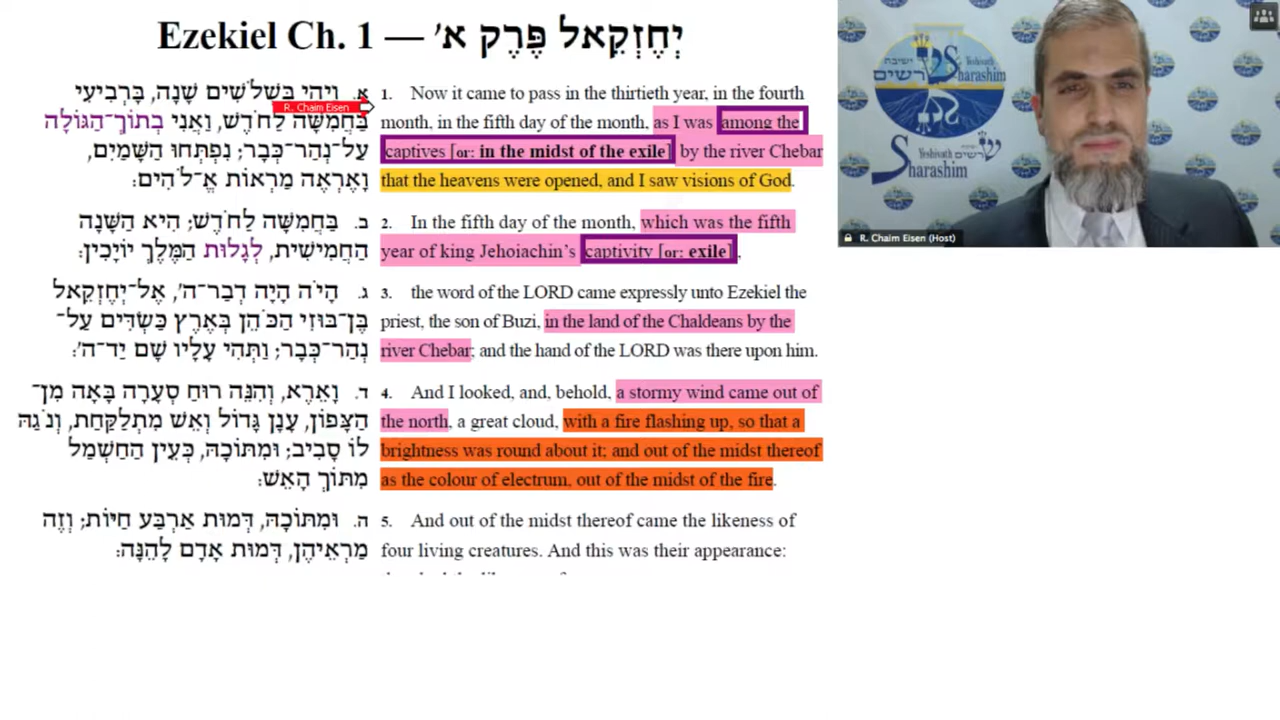 Ezekiel Ch. 1 — יְחֶזְקֵאל פֶּרֶק א׳
א. וַיְהִי בִּשְׁלֹשִׁים שָׁנָה, בָּרְבִיעִי
בַּחֲמִשָּׁה לַחֹדֶשׁ, וַאֲנִי בְתוֹךְ־הַגּוֹלָה
עַל־נְהַר־כְּבָר; נִפְתְּחוּ הַשָּׁמַיִם,
וָאֶרְאֶה מַרְאוֹת אֱ־לֹהִים:
ב. בַּחֲמִשָּׁה לַחֹדֶשׁ; הִיא הַשָּׁנָה
הַחֲמִישִׁית, לְגָלוּת הַמֶּלֶךְ יוֹיָכִין:
ג. הָיֹה הָיָה דְבַר־ה׳, אֶל־יְחֶזְקֵאל
בֶּן־בּוּזִי הַכֹּהֵן בְּאֶרֶץ כַּשְׂדִּים עַל־
נְהַר־כְּבָר; וַתְּהִי עָלָיו שָׁם יַד־ה׳:
ד. וָאֵרֶא, וְהִנֵּה רוּחַ סְעָרָה בָּאָה מִן־
הַצָּפוֹן, עָנָן גָּדוֹל וְאֵשׁ מִתְלַקַּחַת, וְנֹגַהּ
לוֹ סָבִיב; וּמִתּוֹכָהּ, כְּעֵין הַחַשְׁמַל
מִתּוֹךְ הָאֵשׁ:
ה. וּמִתּוֹכָהּ, דְּמוּת אַרְבַּע חַיּוֹת; וְזֶה
מַרְאֵיהֶן, דְּמוּת אָדָם לָהֵנָּה:
R. Chaim Eisen
1. Now it came to pass in the thirtieth year, in the fourth
month, in the fifth day of the month, as I was among the
captives [or: in the midst of the exile] by the river Chebar
that the heavens were opened, and I saw visions of God.
2. In the fifth day of the month, which was the fifth
year of king Jehoiachin’s captivity [or: exile],
3. the word of the LORD came expressly unto Ezekiel the
priest, the son of Buzi, in the land of the Chaldeans by the
river Chebar; and the hand of the LORD was there upon him.
4. And I looked, and, behold, a stormy wind came out of
the north, a great cloud, with a fire flashing up, so that a
brightness was round about it; and out of the midst thereof
as the colour of electrum, out of the midst of the fire.
5. And out of the midst thereof came the likeness of
four living creatures. And this was their appearance:
ישיבת
שרשים
Yeshivath
Sharashim
Yeshivath שרשים
Sharashim
R. Chaim Eisen (Host)